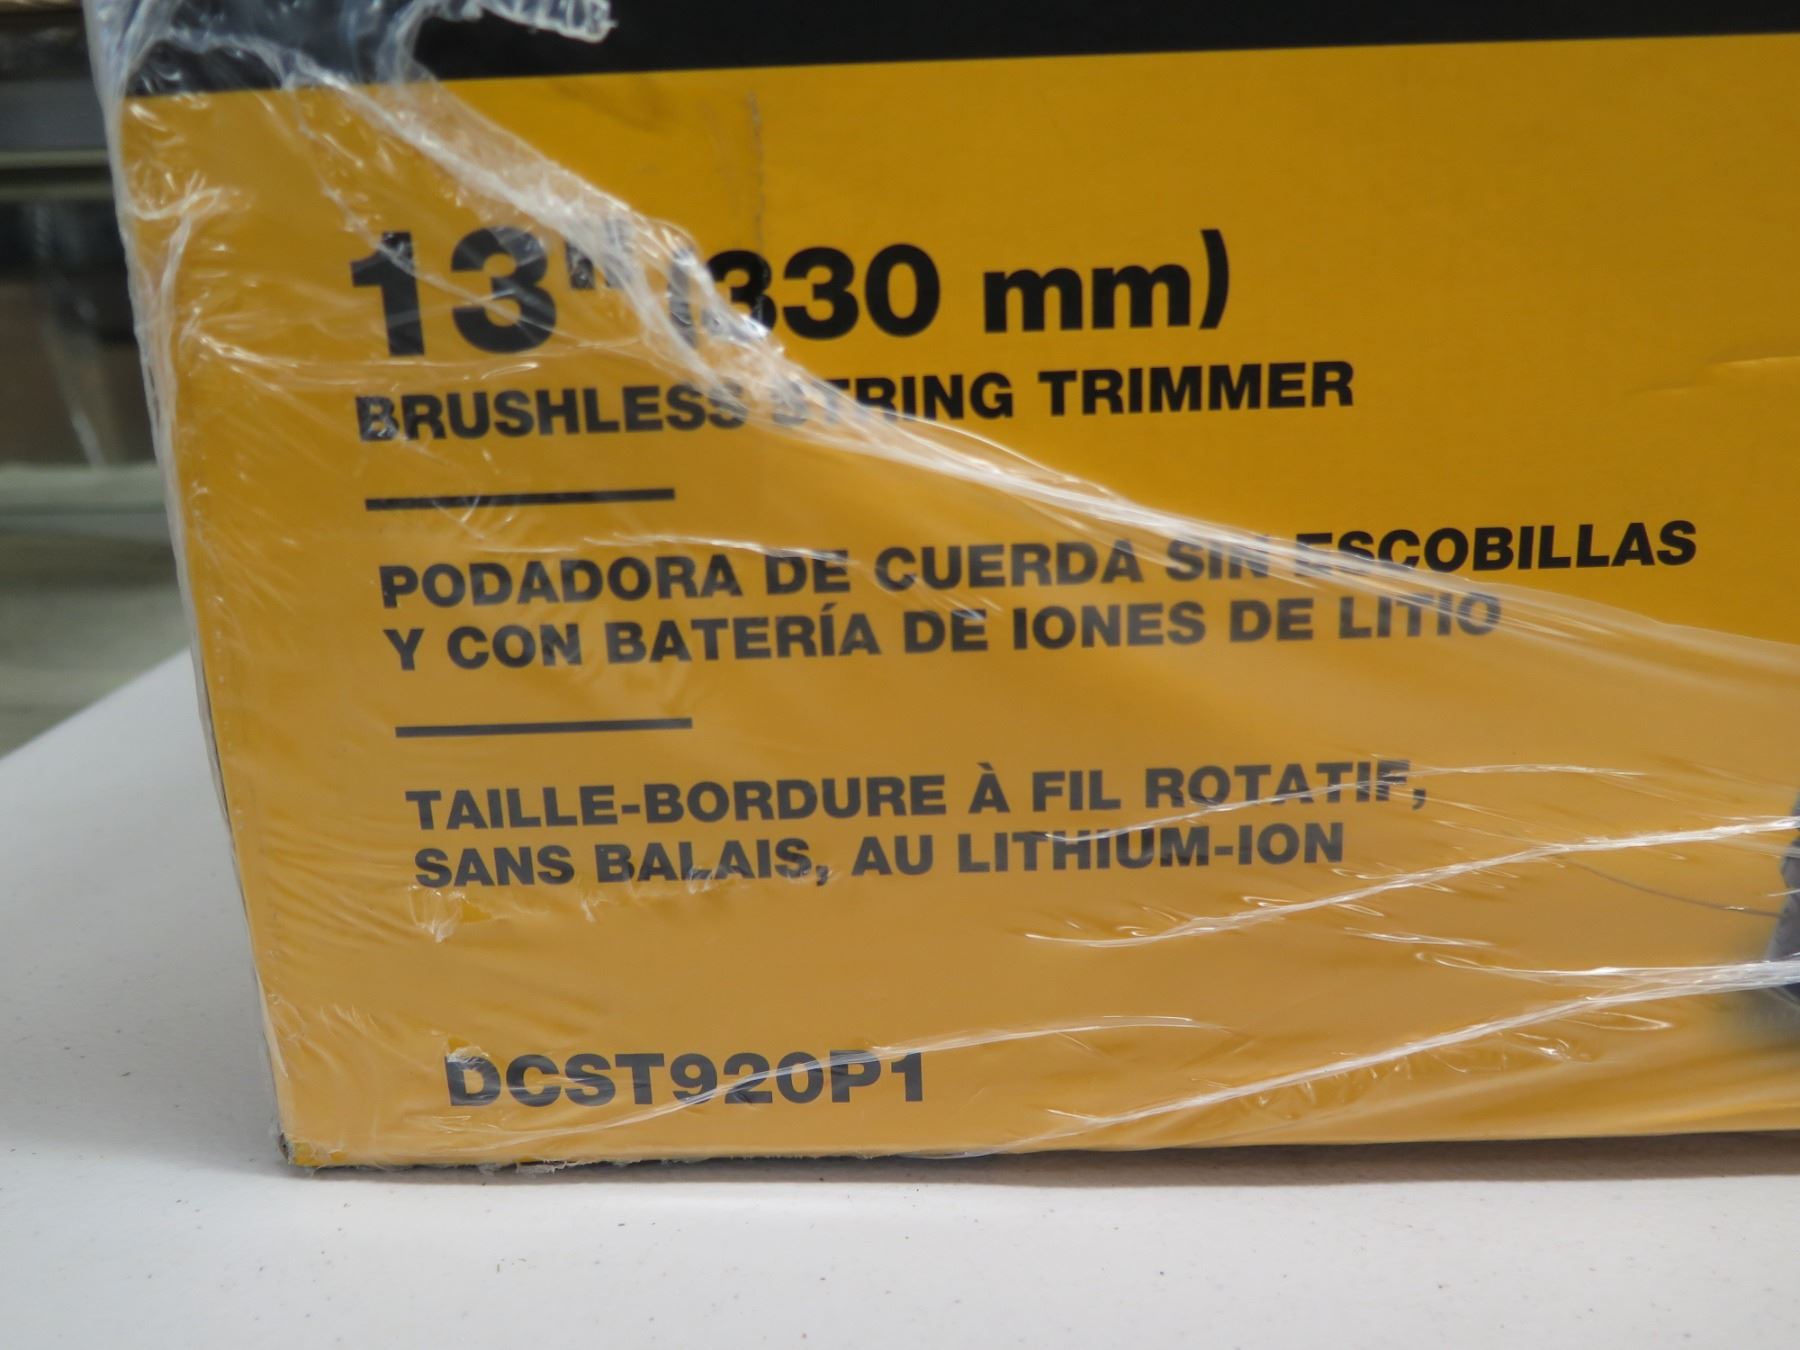 13" (330 mm)
BRUSHLESS STRING TRIMMER
PODADORA DE CUERDA SIN ESCOBILLAS
Y CON BATERÍA DE IONES DE LITIO
TAILLE-BORDURE À FIL ROTATIF,
SANS BALAIS, AU LITHIUM-ION
DCST920P1